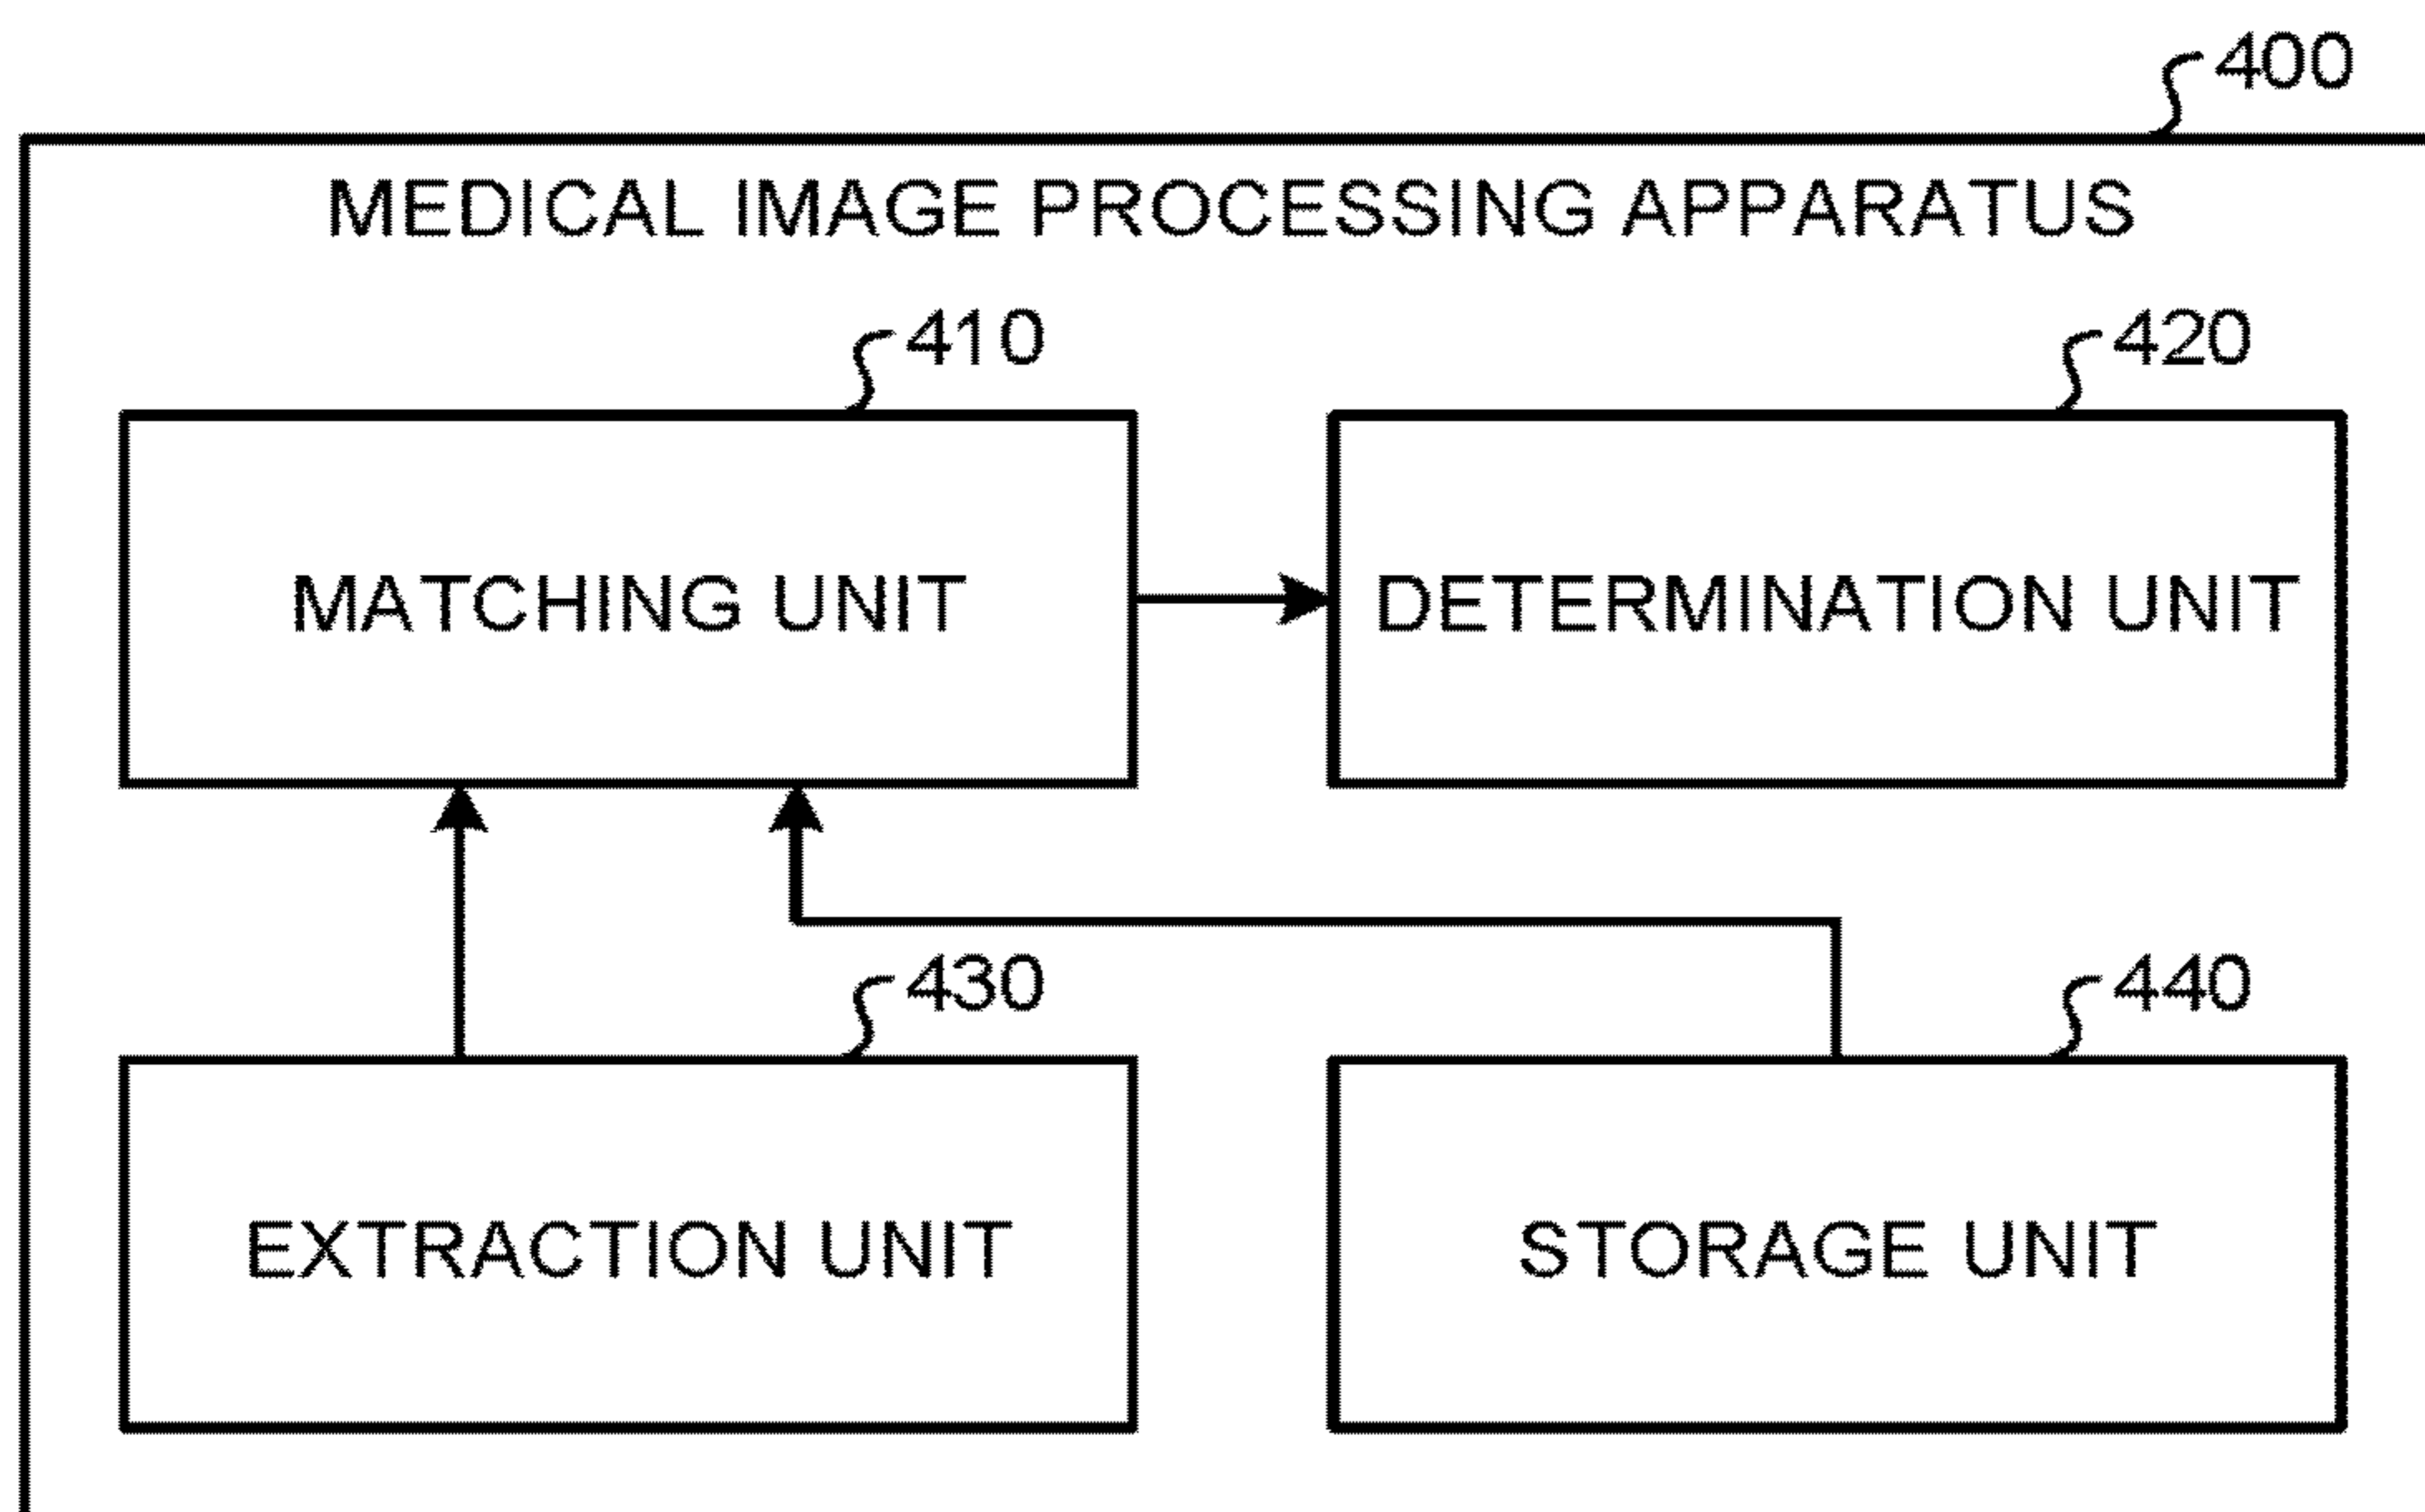 400
MEDICAL IMAGE PROCESSING APPARATUS
410
420
MATCHING UNIT
DETERMINATION UNIT
430
440
EXTRACTION UNIT
STORAGE UNIT